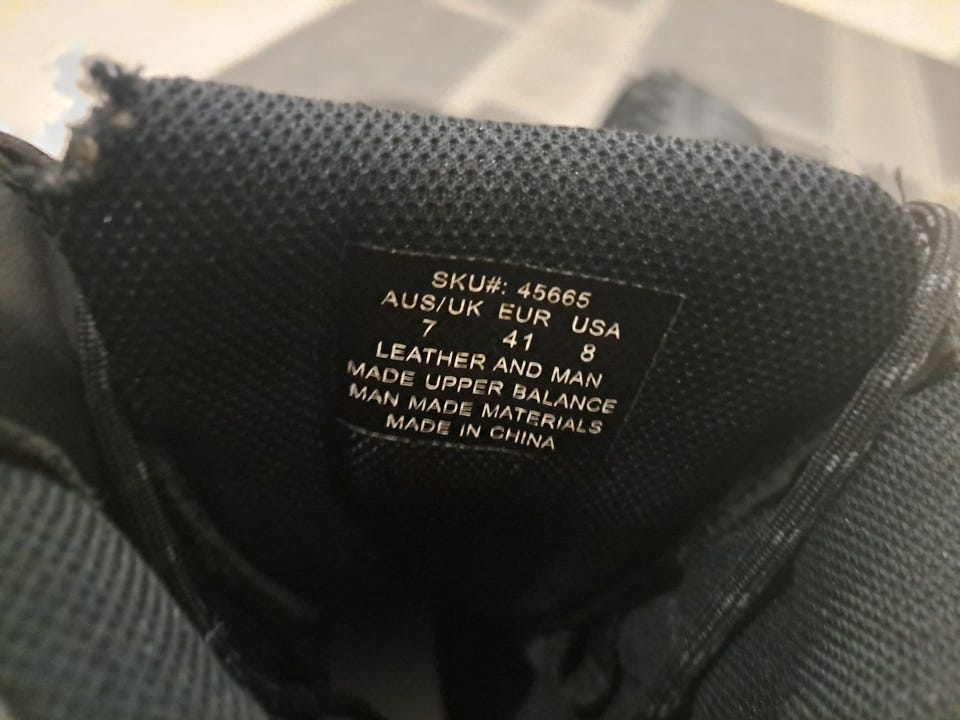 SKU#: 45665
AUS/UK EUR USA
7 41 8
LEATHER AND MAN
MADE UPPER BALANCE
MAN MADE MATERIALS
MADE IN CHINA